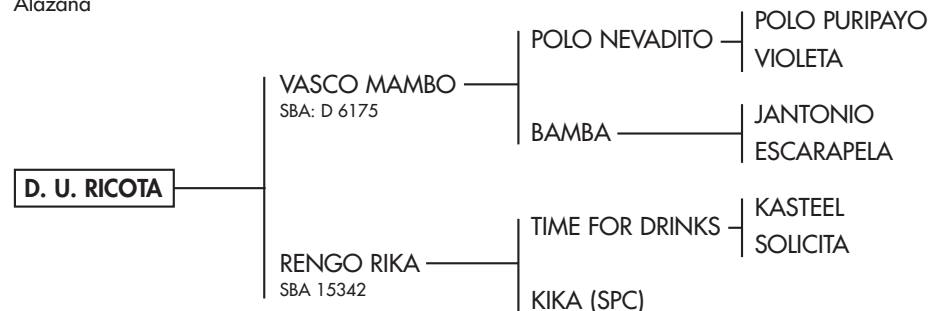 Alazana
POLO PURIPAYO
POLO NEVADITO
VIOLETA
VASCO MAMBO
SBA: D 6175
JANTONIO
BAMBA
ESCARAPELA
D. U. RICOTA
KASTEEL
TIME FOR DRINKS
SOLICITA
RENGO RIKA
SBA 15342
KIKA (SPC)